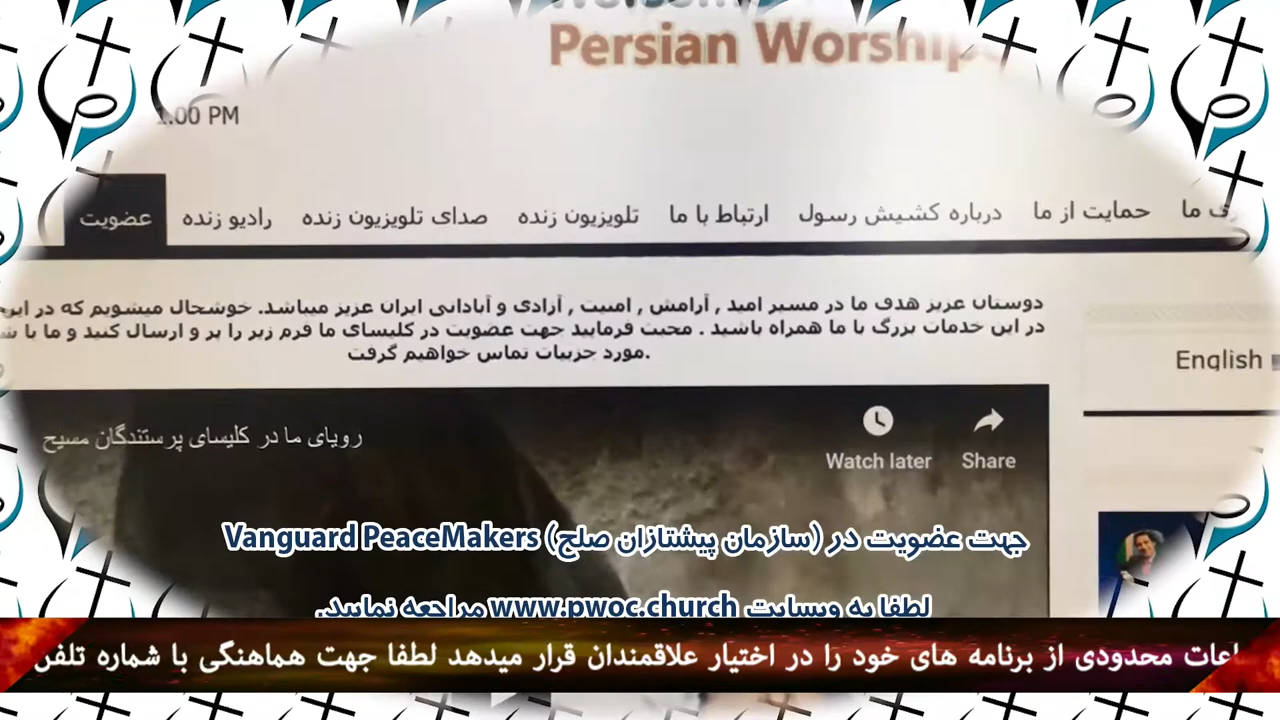 Persian Worship
1:00 PM
ما
حمایت از ما
درباره کشیش رسول
ارتباط با ما
تلویزیون زنده
صدای تلویزیون زنده
رادیو زنده
عضویت
دوستان عزیز هدف ما در مسیر امید , آرامش , امنیت , آزادی و آبادانی ایران عزیز میباشد. خوشحال میشویم که در این
در این خدمات بزرگ با ما همراه باشید . محبت فرمایید جهت عضویت در کلیسای ما فرم زیر را پر و ارسال کنید و ما با
مورد جزییات تماس خواهیم گرفت.
English
رویای ما در کلیسای پرستندگان مسیح
Watch later
Share
جهت عضویت در (سازمان پیشتازان صلح) Vanguard PeaceMakers
لطفا به وبسایت www.pwoc.church مراجعه نمایید.
محدودی از برنامه های خود را در اختیار علاقمندان قرار میدهد لطفا جهت هماهنگی با شماره تلفن